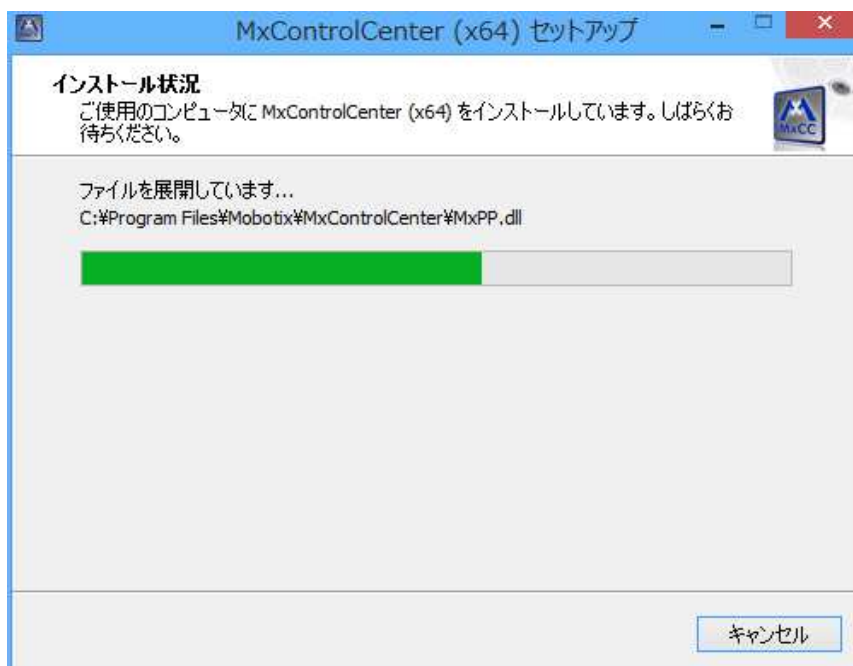 MxControlCenter (x64) セットアップ
インストール状況
ご使用のコンピュータに MxControlCenter (x64) をインストールしています。しばらくお
待ちください。
MxCC
ファイルを展開しています...
C:¥Program Files¥Mobotix¥MxControlCenter¥MxPP.dll
キャンセル